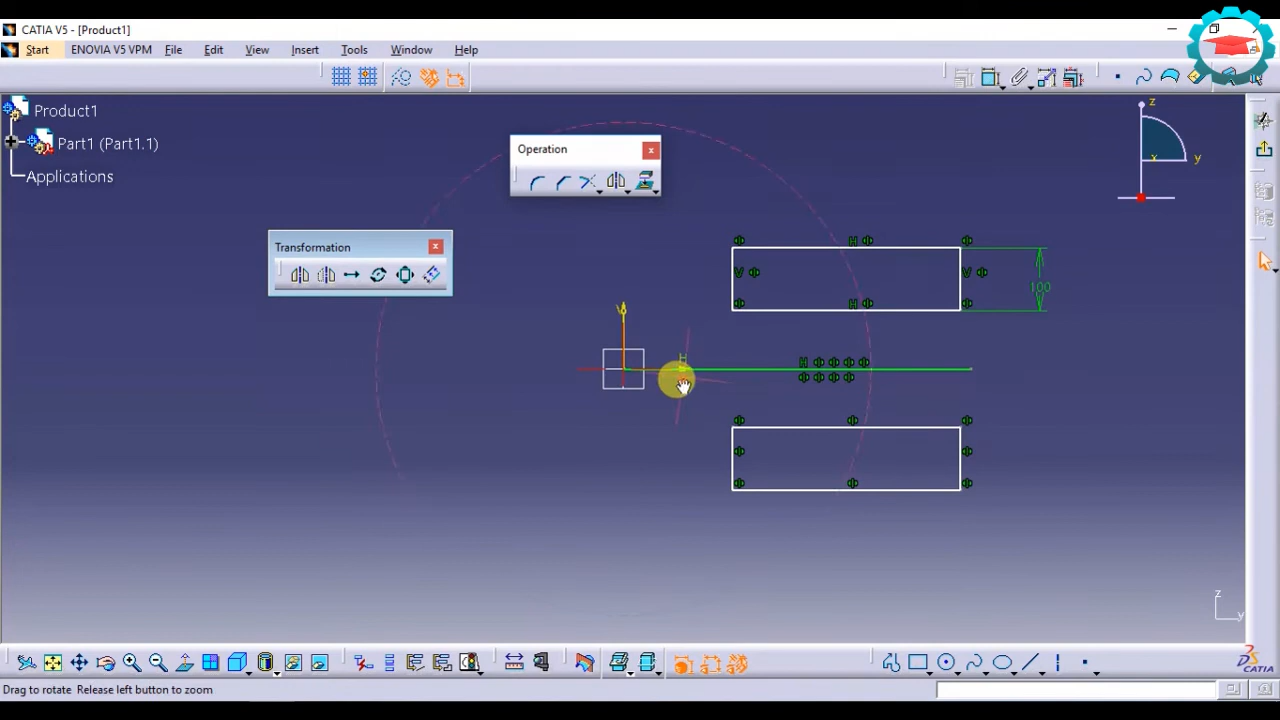 CATIA V5 - [Product1]
Start ENOVIA V5 VPM File Edit View Insert Tools Window Help
Product1
Part1 (Part1.1)
Applications
Operation
Transformation
z
x y
H
V V
H
100
V
H
H
z
y
CATIA
Drag to rotate Release left button to zoom